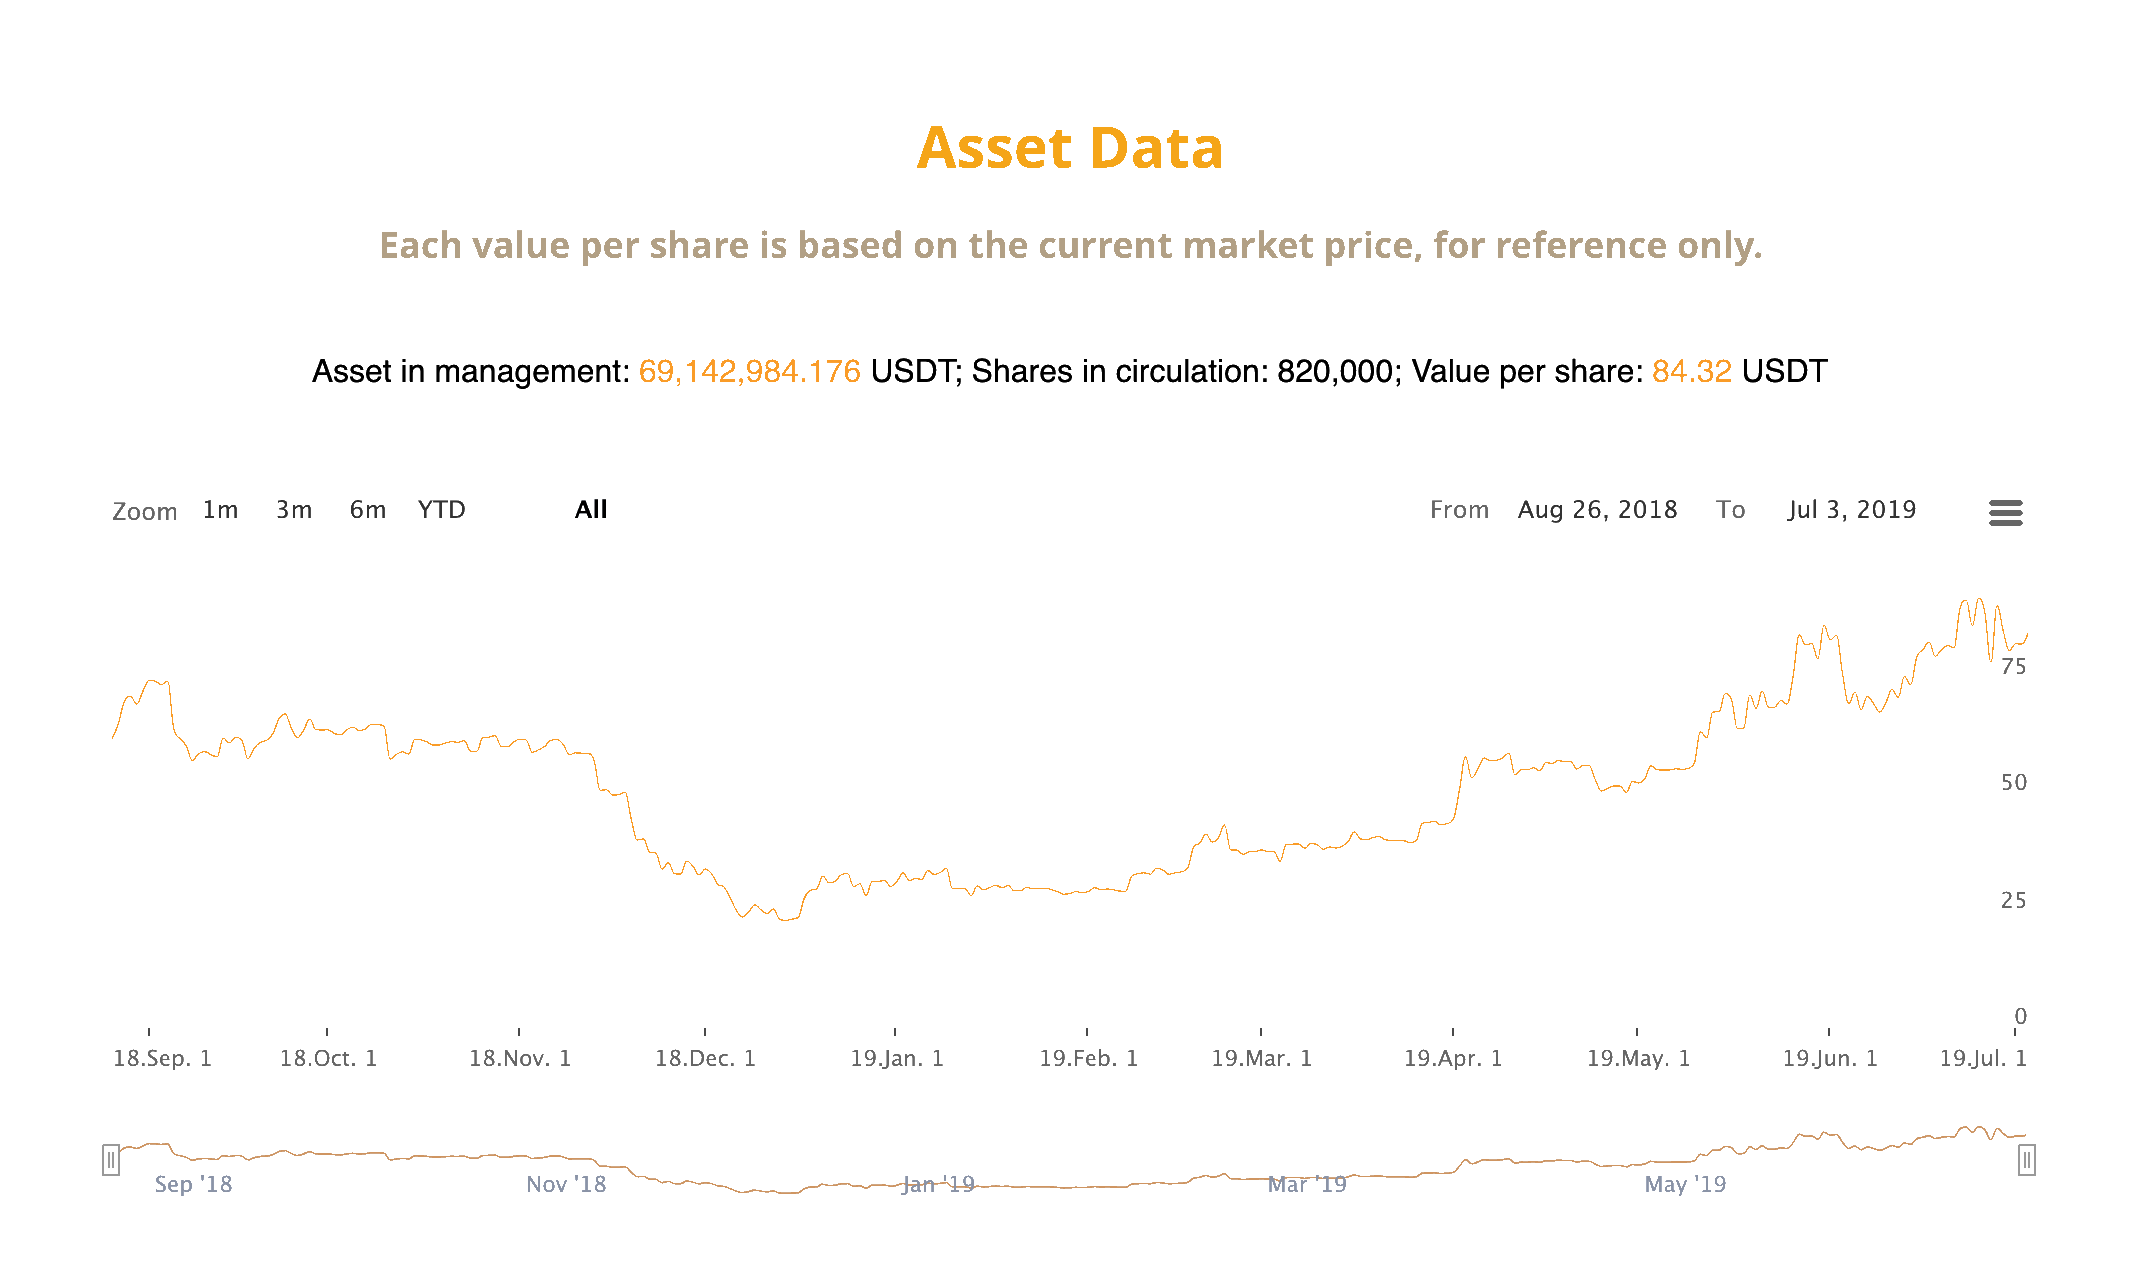 Asset Data
Each value per share is based on the current market price, for reference only.
Asset in management: 69,142,984.176 USDT; Shares in circulation: 820,000; Value per share: 84.32 USDT
Zoom 1m 3m 6m YTD All From Aug 26, 2018 To Jul 3, 2019
75
50
25
0
18.Sep. 1 18.Oct. 1 18.Nov. 1 18.Dec. 1 19.Jan. 1 19.Feb. 1 19.Mar. 1 19.Apr. 1 19.May. 1 19.Jun. 1 19.Jul. 1
Sep '18 Nov '18 Jan '19 Mar '19 May '19